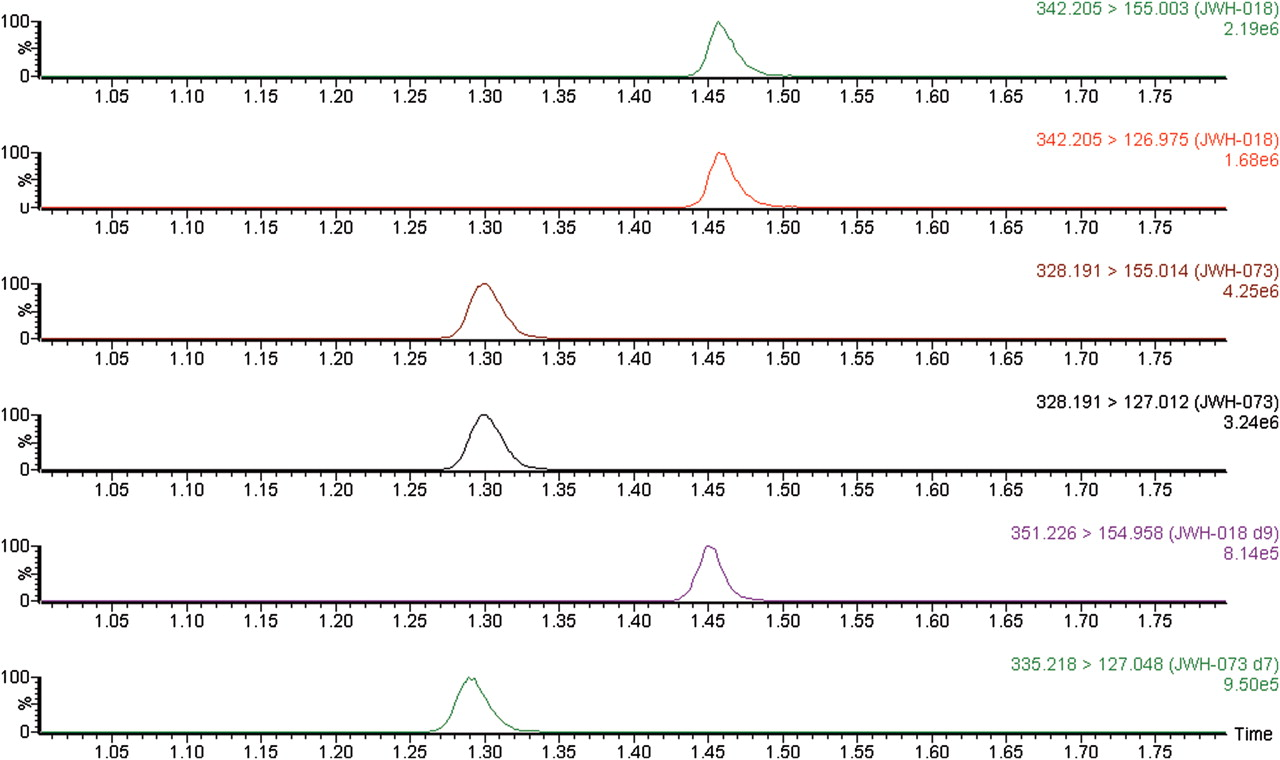 342.205 > 155.003 (JWH-018)
2.19e6
100
%
0
1.05 1.10 1.15 1.20 1.25 1.30 1.35 1.40 1.45 1.50 1.55 1.60 1.65 1.70 1.75
342.205 > 126.975 (JWH-018)
1.68e6
100
%
0
1.05 1.10 1.15 1.20 1.25 1.30 1.35 1.40 1.45 1.50 1.55 1.60 1.65 1.70 1.75
328.191 > 155.014 (JWH-073)
4.25e6
100
%
0
1.05 1.10 1.15 1.20 1.25 1.30 1.35 1.40 1.45 1.50 1.55 1.60 1.65 1.70 1.75
328.191 > 127.012 (JWH-073)
3.24e6
100
%
0
1.05 1.10 1.15 1.20 1.25 1.30 1.35 1.40 1.45 1.50 1.55 1.60 1.65 1.70 1.75
351.226 > 154.958 (JWH-018 d9)
8.14e5
100
%
0
1.05 1.10 1.15 1.20 1.25 1.30 1.35 1.40 1.45 1.50 1.55 1.60 1.65 1.70 1.75
335.218 > 127.048 (JWH-073 d7)
9.50e5
100
%
0
Time
1.05 1.10 1.15 1.20 1.25 1.30 1.35 1.40 1.45 1.50 1.55 1.60 1.65 1.70 1.75